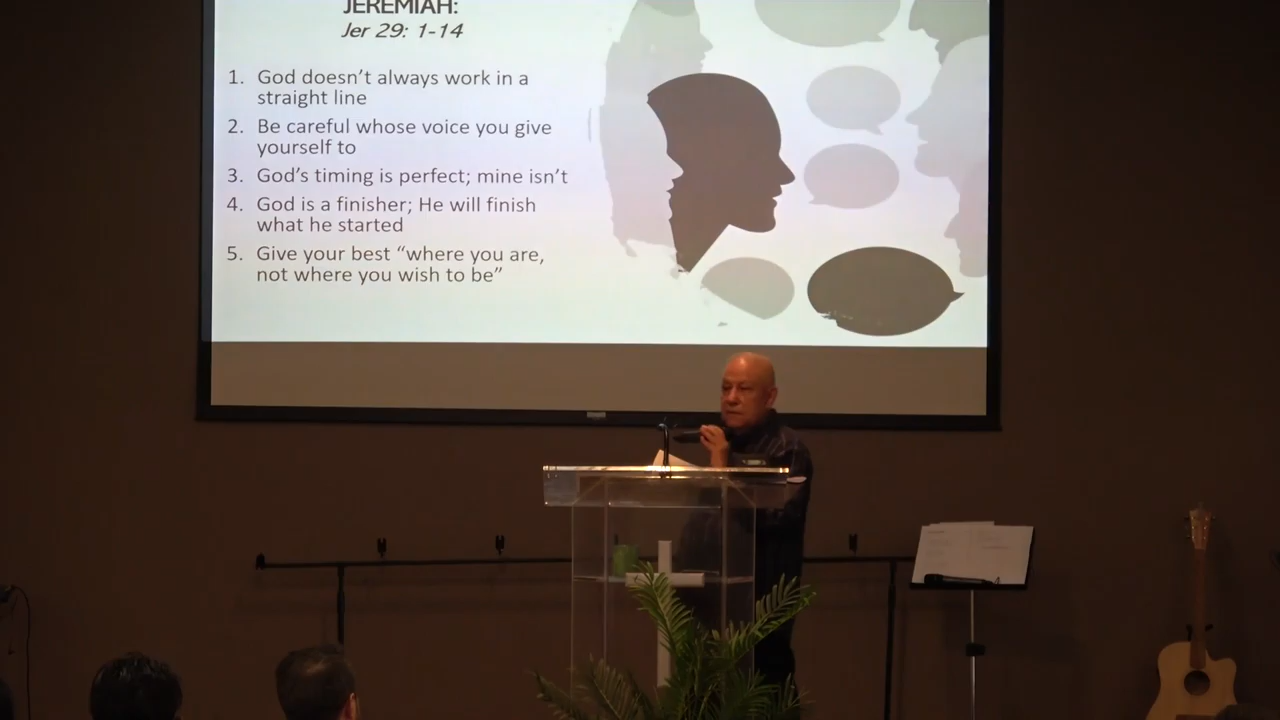 JEREMIAH:
Jer 29: 1-14
1. God doesn't always work in a
straight line
2. Be careful whose voice you give
yourself to
3. God's timing is perfect; mine isn't
4. God is a finisher; He will finish
what he started
5. Give your best “where you are,
not where you wish to be”